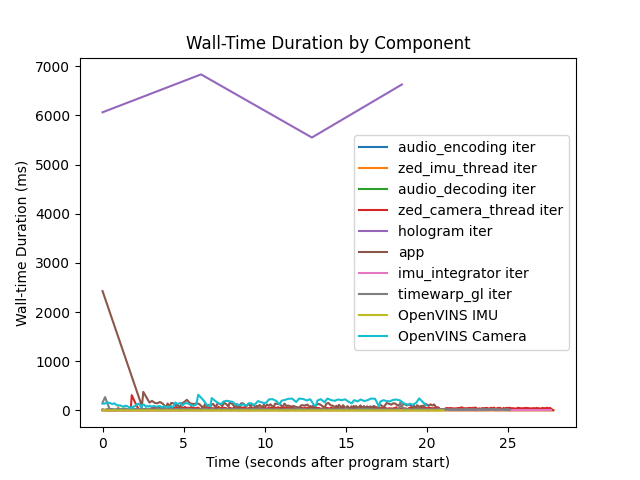 Wall-Time Duration by Component
Wall-time Duration (ms)
7000
6000
5000
4000
3000
2000
1000
0
audio_encoding iter
zed_imu_thread iter
audio_decoding iter
zed_camera_thread iter
hologram iter
app
imu_integrator iter
timewarp_gl iter
OpenVINS IMU
OpenVINS Camera
0 5 10 15 20 25
Time (seconds after program start)